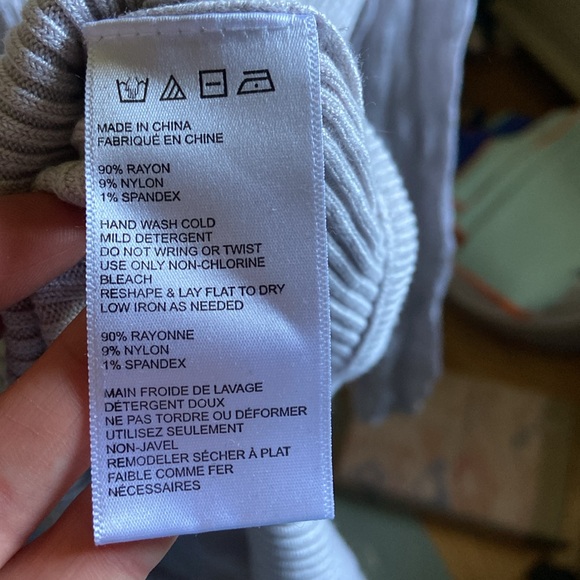 MADE IN CHINA
FABRIQUÉ EN CHINE
90% RAYON
9% NYLON
1% SPANDEX
HAND WASH COLD
MILD DETERGENT
DO NOT WRING OR TWIST
USE ONLY NON-CHLORINE
BLEACH
RESHAPE & LAY FLAT TO DRY
LOW IRON AS NEEDED
90% RAYONNE
9% NYLON
1% SPANDEX
MAIN FROIDE DE LAVAGE
DÉTERGENT DOUX
NE PAS TORDRE OU DÉFORMER
UTILISEZ SEULEMENT
NON-JAVEL
REMODELER SÉCHER À PLAT
FAIBLE COMME FER
NÉCESSAIRES